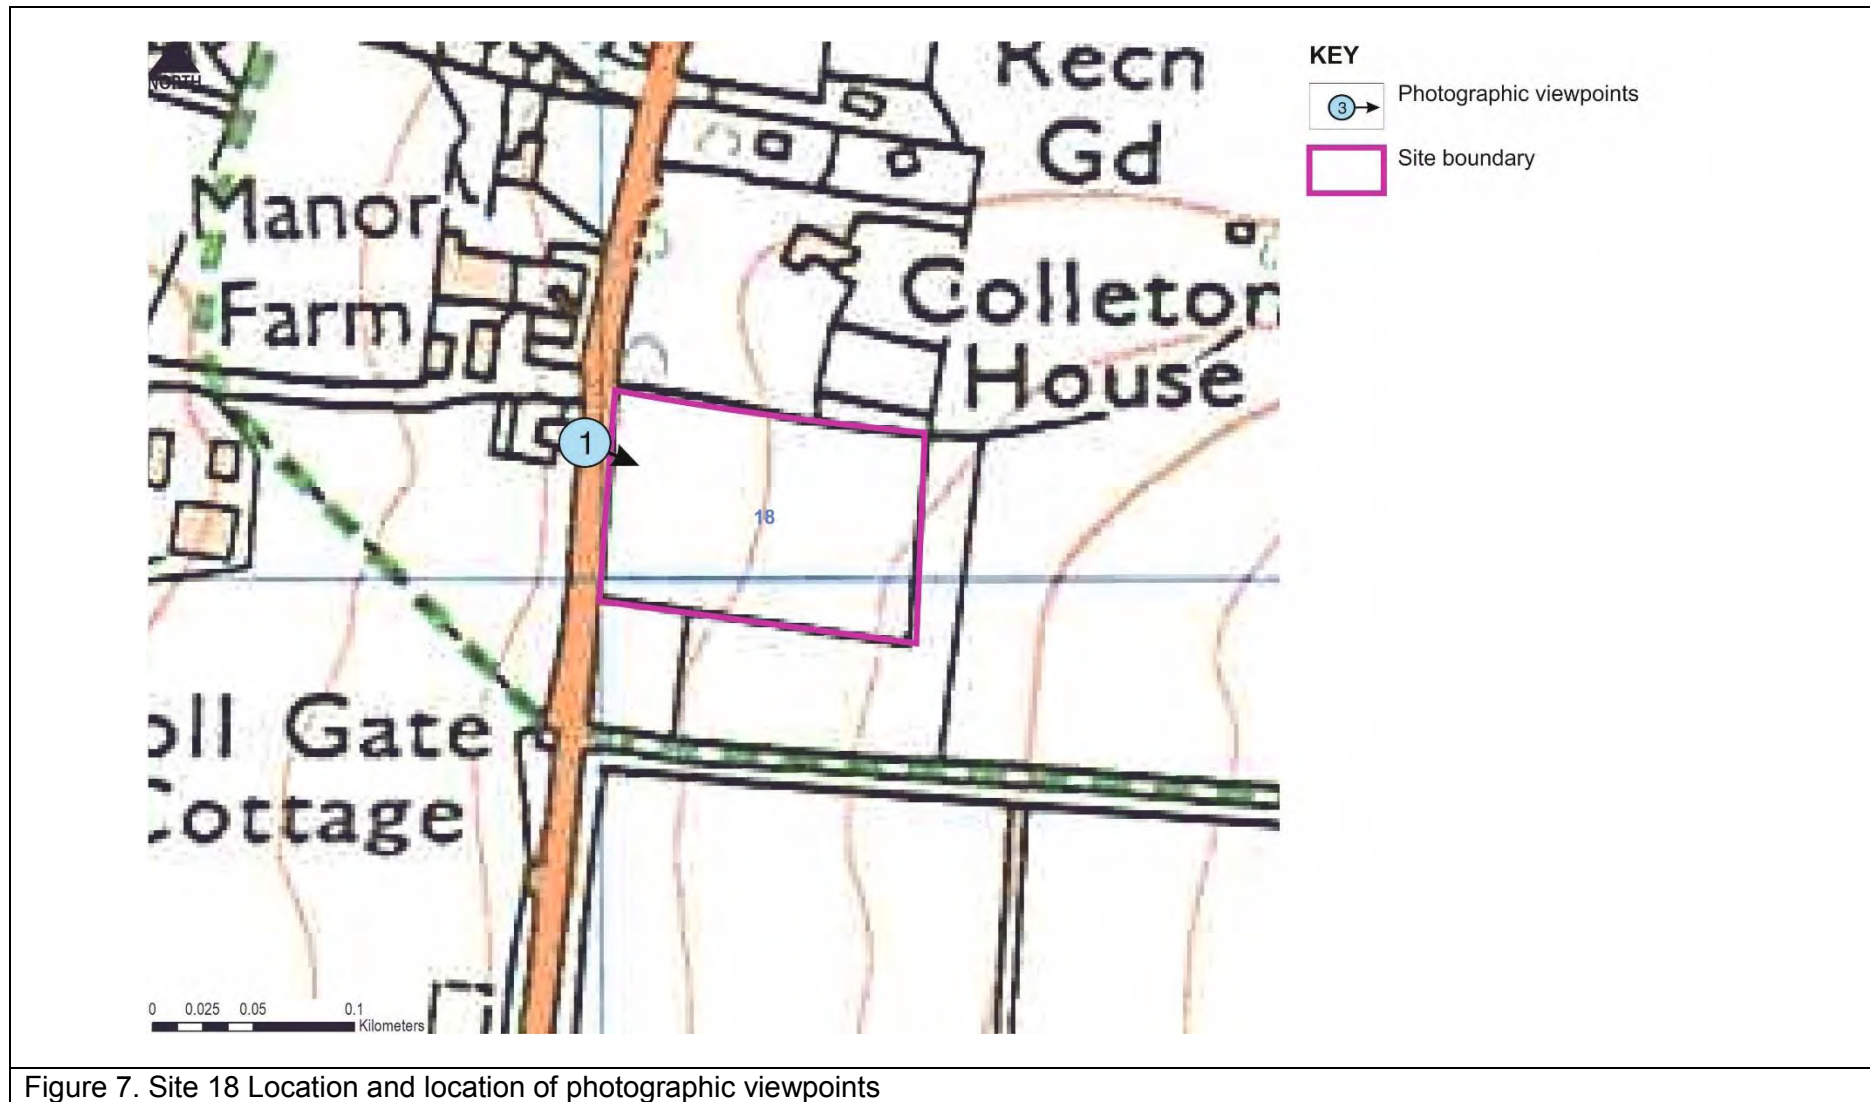 NORTH
Recn
Gd
KEY
3
Photographic viewpoints
Site boundary
Manor
Farm
Colleton
House
1
18
oll Gate
Cottage
0 0.025 0.05 0.1
Kilometers
Figure 7. Site 18 Location and location of photographic viewpoints